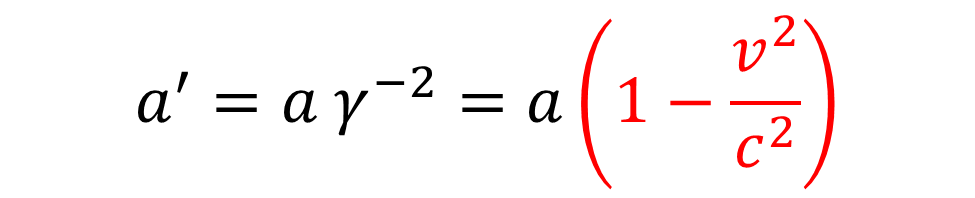 a′ = a γ⁻² = a (1 − v²/c²)